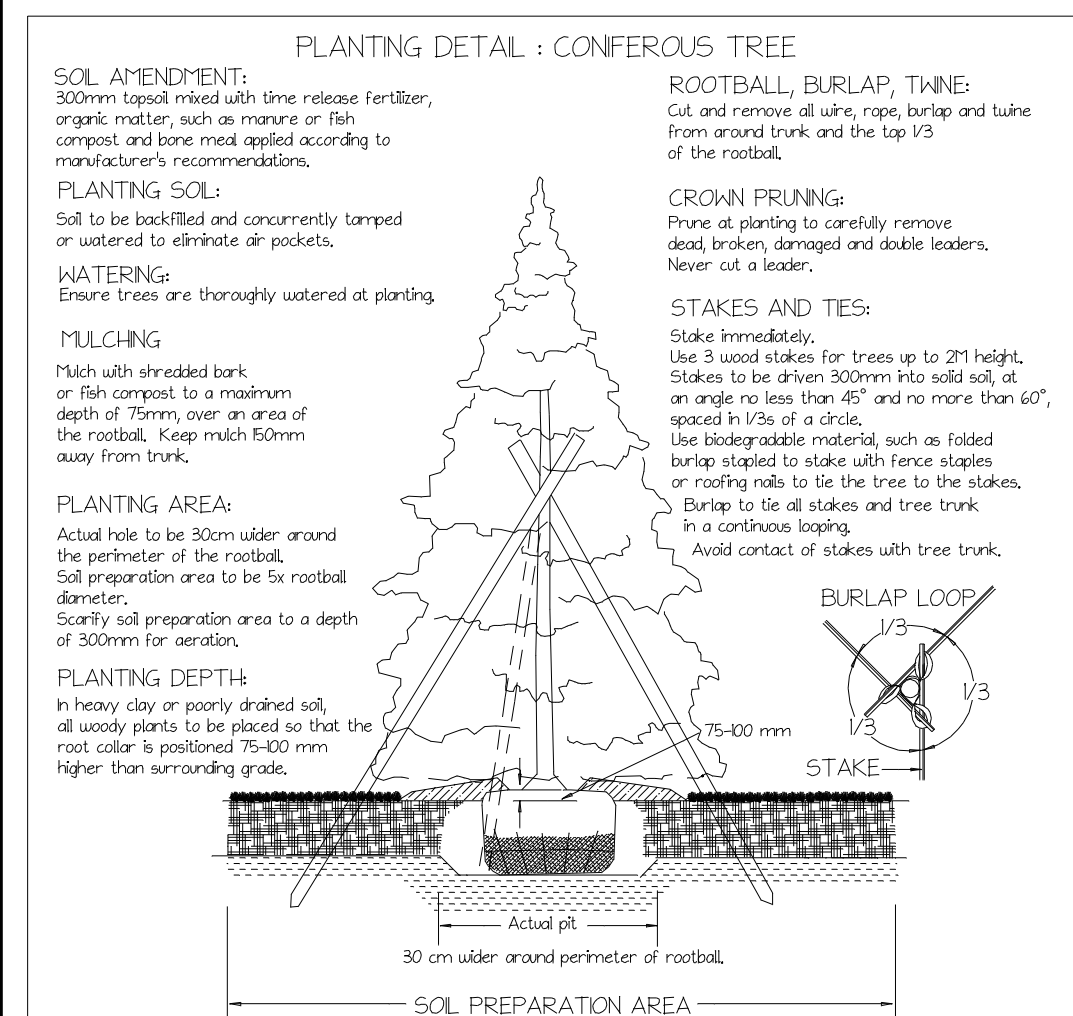 PLANTING DETAIL : CONIFEROUS TREE
SOIL AMENDMENT:
300mm topsoil mixed with time release fertilizer,
organic matter, such as manure or fish
compost and bone meal applied according to
manufacturer's recommendations.
PLANTING SOIL:
Soil to be backfilled and concurrently tamped
or watered to eliminate air pockets.
WATERING:
Ensure trees are thoroughly watered at planting.
MULCHING
Mulch with shredded bark
or fish compost to a maximum
depth of 75mm, over an area of
the rootball. Keep mulch 150mm
away from trunk.
PLANTING AREA:
Actual hole to be 30cm wider around
the perimeter of the rootball.
Soil preparation area to be 5x rootball
diameter.
Scarify soil preparation area to a depth
of 300mm for aeration.
PLANTING DEPTH:
In heavy clay or poorly drained soil,
all woody plants to be placed so that the
root collar is positioned 75-100 mm
higher than surrounding grade.
ROOTBALL, BURLAP, TWINE:
Cut and remove all wire, rope, burlap and twine
from around trunk and the top 1/3
of the rootball.
CROWN PRUNING:
Prune at planting to carefully remove
dead, broken, damaged and double leaders.
Never cut a leader.
STAKES AND TIES:
Stake immediately.
Use 3 wood stakes for trees up to 2M height.
Stakes to be driven 300mm into solid soil, at
an angle no less than 45° and no more than 60°,
spaced in 1/3s of a circle.
Use biodegradable material, such as folded
burlap stapled to stake with fence staples
or roofing nails to tie the tree to the stakes.
Burlap to tie all stakes and tree trunk
in a continuous looping.
Avoid contact of stakes with tree trunk.
BURLAP LOOP
1/3
1/3
1/3
STAKE
75-100 mm
Actual pit
30 cm wider around perimeter of rootball.
SOIL PREPARATION AREA